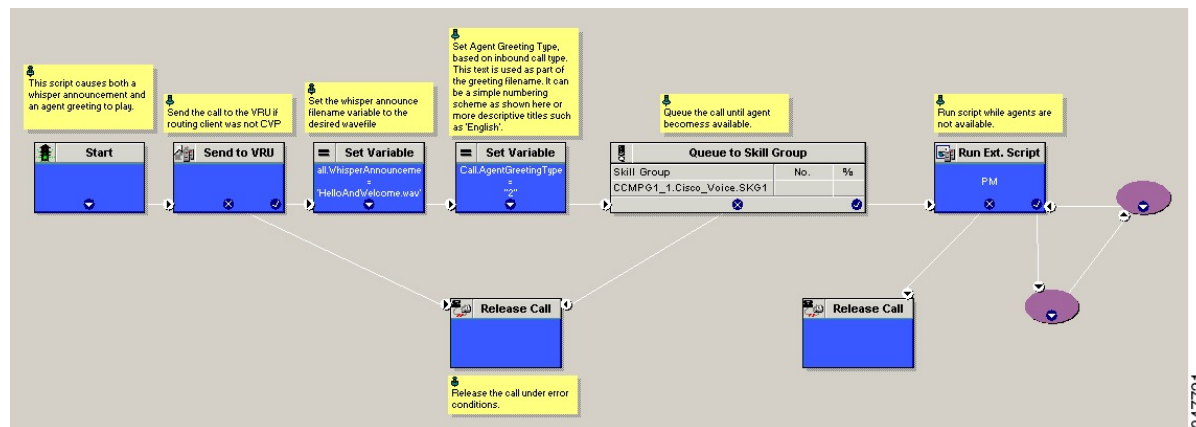 This script causes both a
whisper announcement and
an agent greeting to play.
Send the call to the VRU if
routing client was not CVP
Set the whisper announce
filename variable to the
desired wavefile
Set Agent Greeting Type,
based on inbound call type.
This text is used as part of
the greeting filename. It can
be a simple numbering
scheme as shown here or
more descriptive titles such
as 'English'.
Queue the call until agent
becomess available.
Run script while agents are
not available.
Start
Send to VRU
= Set Variable
all.WhisperAnnounceme
=
'HelloAndWelcome.wav'
= Set Variable
Call.AgentGreetingType
=
"2"
Queue to Skill Group
Skill Group No. %
CCMPG1_1.Cisco_Voice.SKG1
Run Ext. Script
PM
Release Call
Release Call
Release the call under error
conditions.